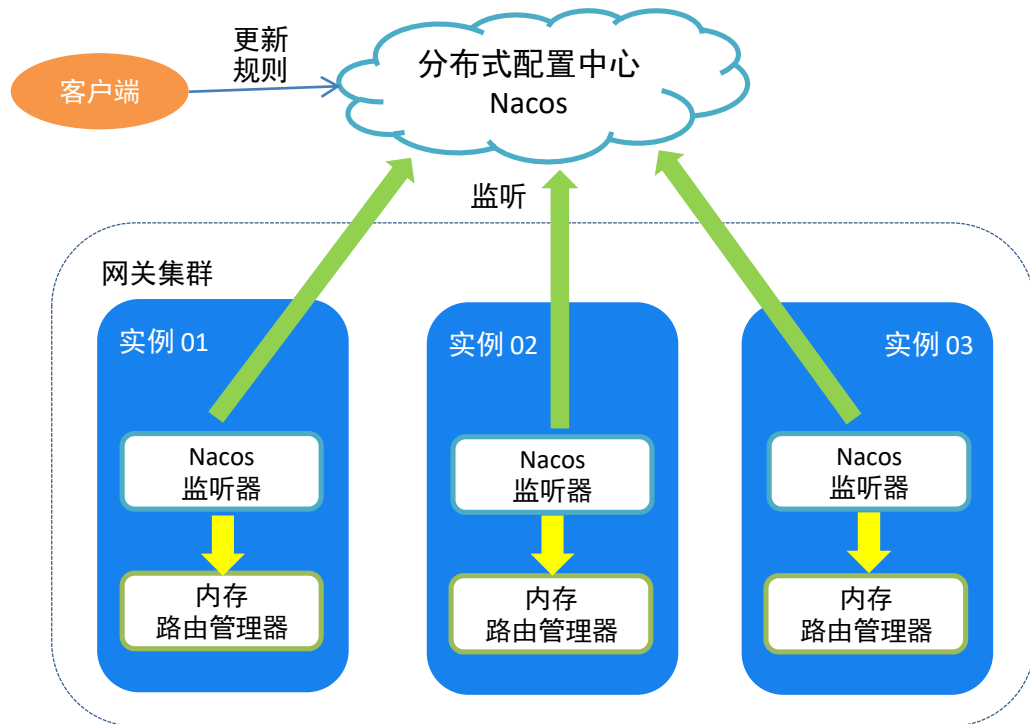 更新
规则
客户端
分布式配置中心
Nacos
监听
网关集群
实例 01
实例 02
实例 03
Nacos
监听器
Nacos
监听器
Nacos
监听器
内存
路由管理器
内存
路由管理器
内存
路由管理器